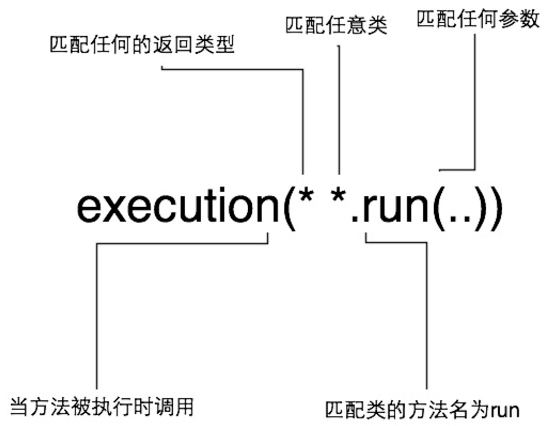 匹配任何参数
匹配任意类
匹配任何的返回类型
execution(* *.run(..))
当方法被执行时调用
匹配类的方法名为run